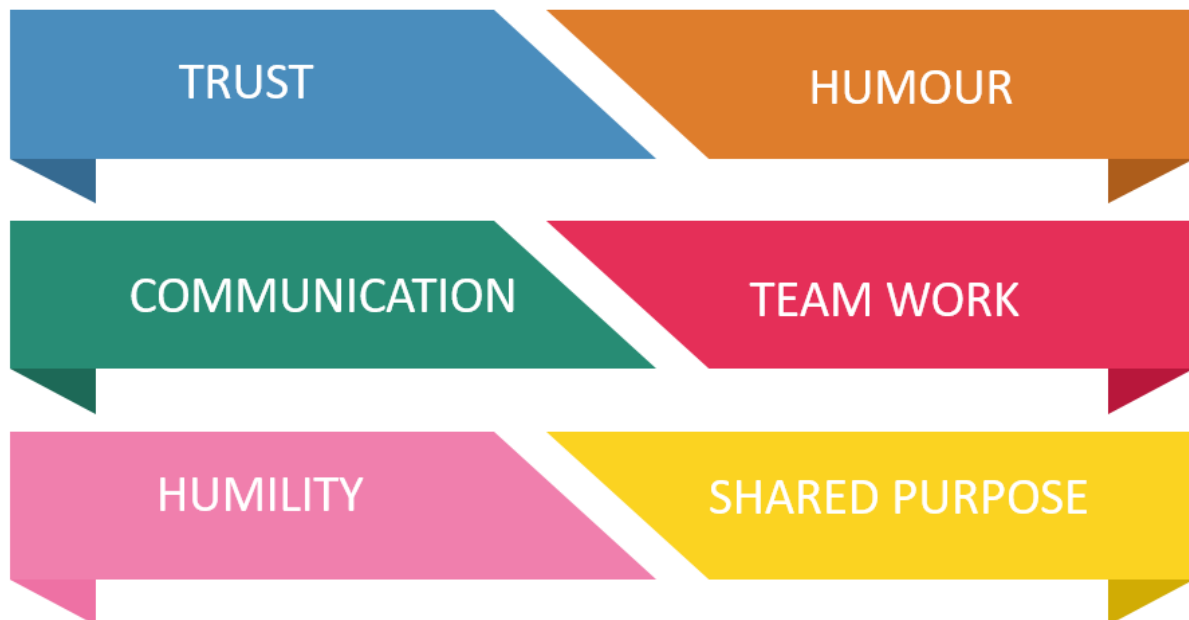 TRUST
HUMOUR
COMMUNICATION
TEAM WORK
HUMILITY
SHARED PURPOSE